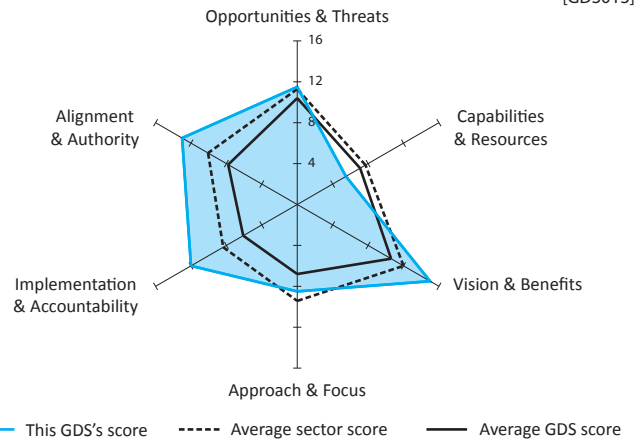 [GDS015]
Opportunities & Threats
16
12
8
4
Alignment
& Authority
Capabilities
& Resources
Implementation
& Accountability
Vision & Benefits
Approach & Focus
This GDS's score
Average sector score
Average GDS score